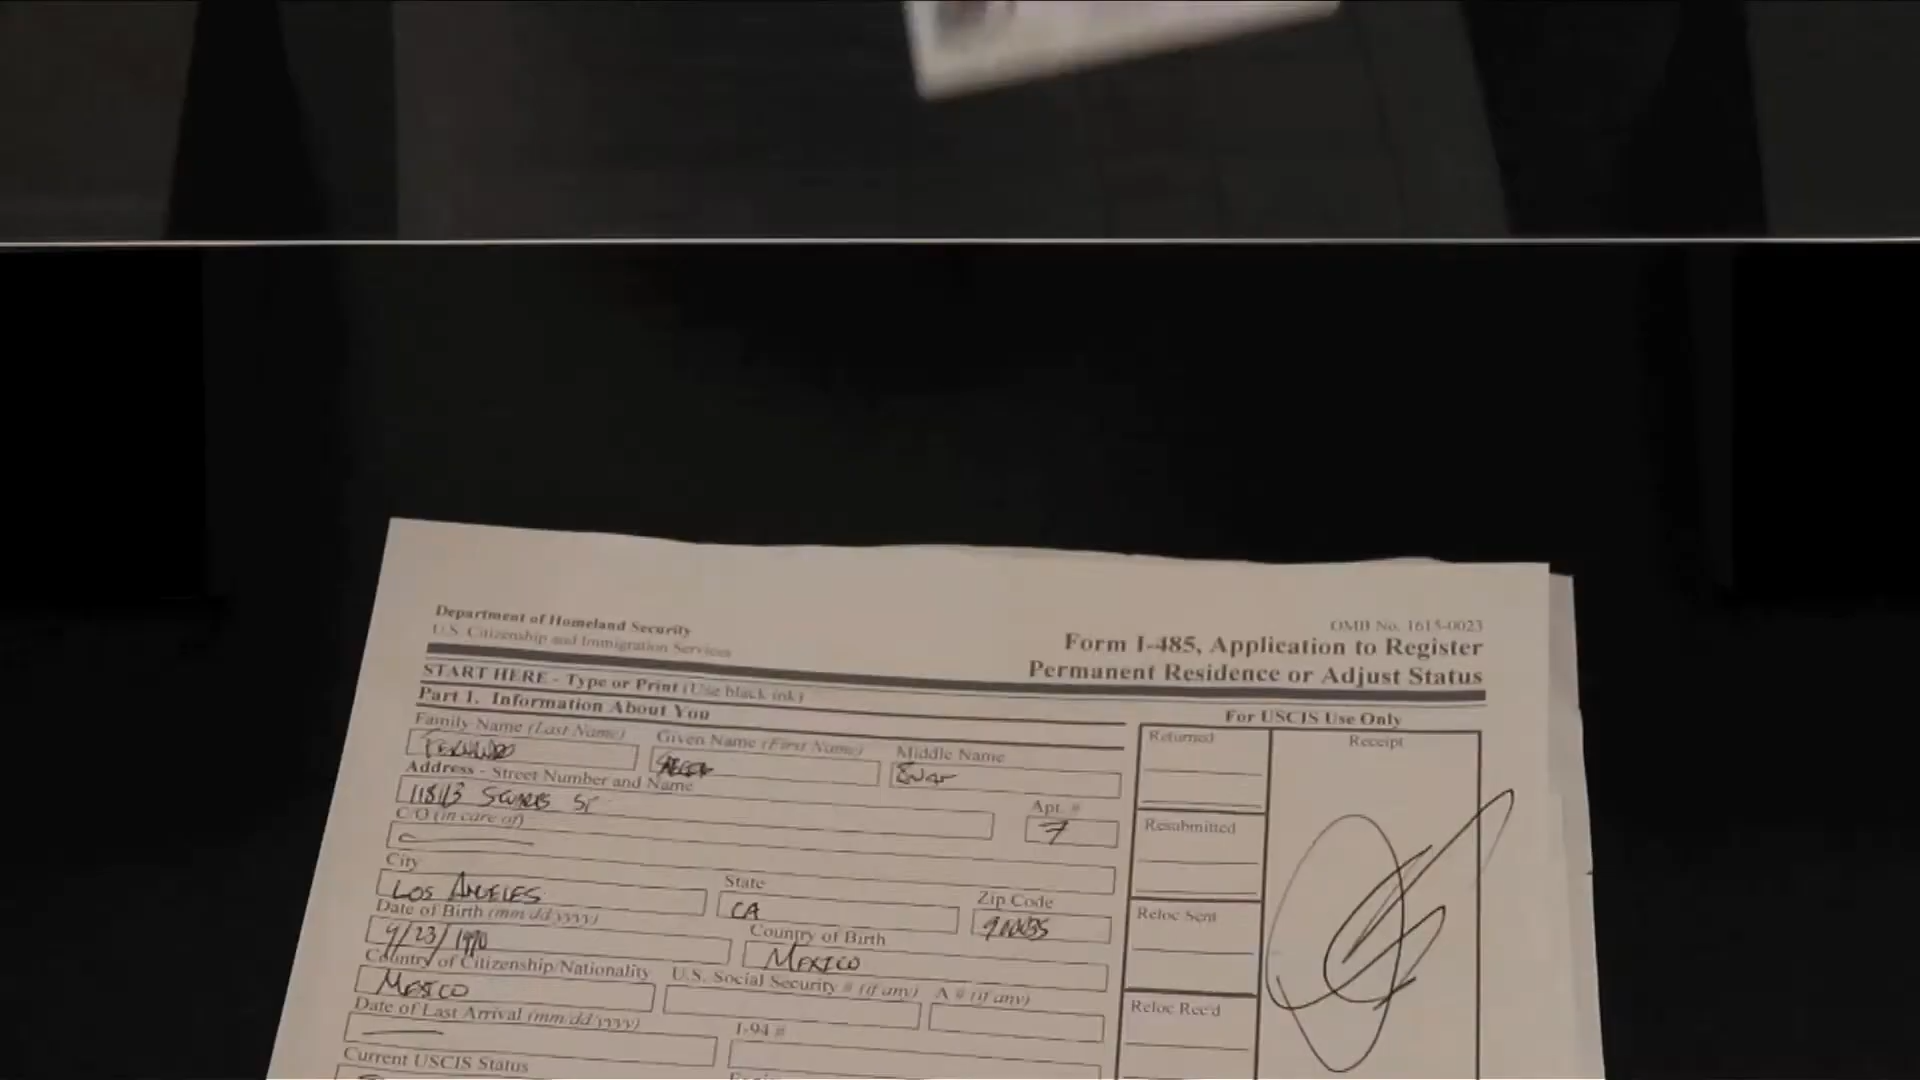 Department of Homeland Security
U.S. Citizenship and Immigration Services
OMB No. 1615-0023
Form I-485, Application to Register
Permanent Residence or Adjust Status
START HERE - Type or Print (Use black ink)
Part 1. Information About You
For USCIS Use Only
Family Name (Last Name)
Given Name (First Name)
Middle Name
Returned
Receipt
FERNANDO
Address - Street Number and Name
Apt. #
11813 ST
7
C/O (in care of)
Resubmitted
City
State
Zip Code
LOS ANGELES
CA
Reloc Sent
Date of Birth (mm/dd/yyyy)
Country of Birth
9/23/1970
MEXICO
Country of Citizenship/Nationality
U.S. Social Security # (if any)
A # (if any)
MEXICO
Reloc Rec'd
Date of Last Arrival (mm/dd/yyyy)
I-94 #
Current USCIS Status